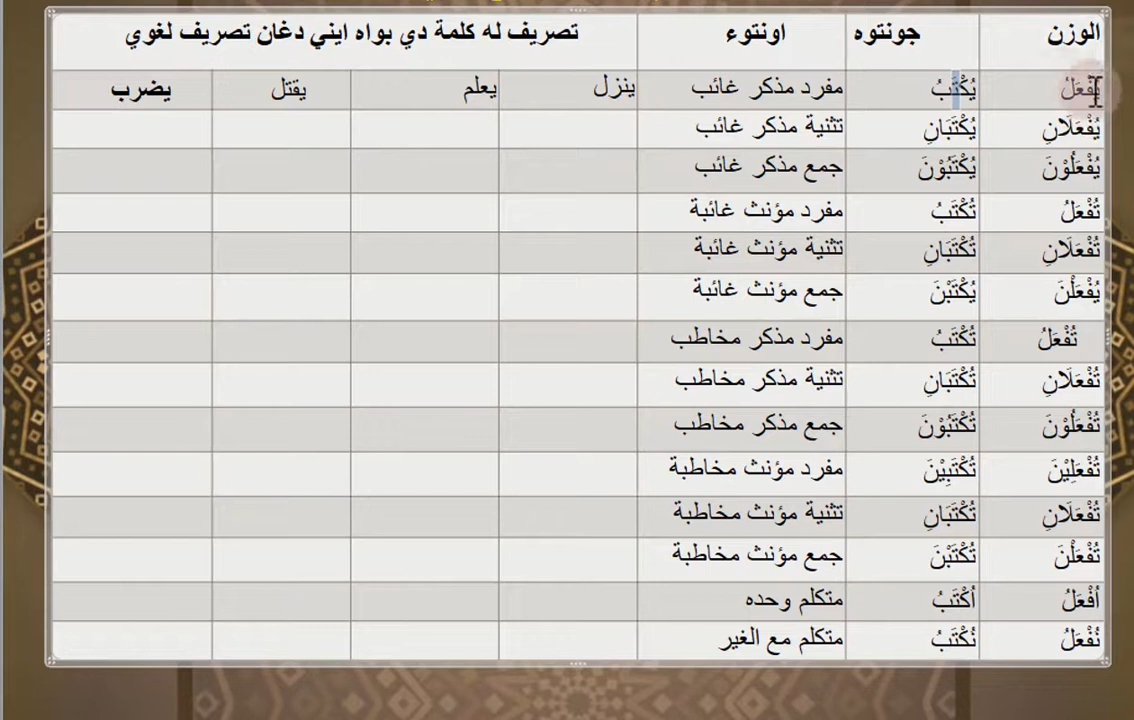 الوزن جونتوه اونتوء تصريف له كلمة دي بواه ايني دغان تصريف لغوي
يُفْعَلُ يُكْتَبُ مفرد مذكر غائب ينزل يعلم يقتل يضرب
يُفْعَلَانِ يُكْتَبَانِ تثنية مذكر غائب
يُفْعَلُوْنَ يُكْتَبُوْنَ جمع مذكر غائب
تُفْعَلُ تُكْتَبُ مفرد مؤنث غائبة
تُفْعَلَانِ تُكْتَبَانِ تثنية مؤنث غائبة
يُفْعَلْنَ يُكْتَبْنَ جمع مؤنث غائبة
تُفْعَلُ تُكْتَبُ مفرد مذكر مخاطب
تُفْعَلَانِ تُكْتَبَانِ تثنية مذكر مخاطب
تُفْعَلُوْنَ تُكْتَبُوْنَ جمع مذكر مخاطب
تُفْعَلِيْنَ تُكْتَبِيْنَ مفرد مؤنث مخاطبة
تُفْعَلَانِ تُكْتَبَانِ تثنية مؤنث مخاطبة
تُفْعَلْنَ تُكْتَبْنَ جمع مؤنث مخاطبة
اُفْعَلُ اُكْتَبُ متكلم وحده
نُفْعَلُ نُكْتَبُ متكلم مع الغير